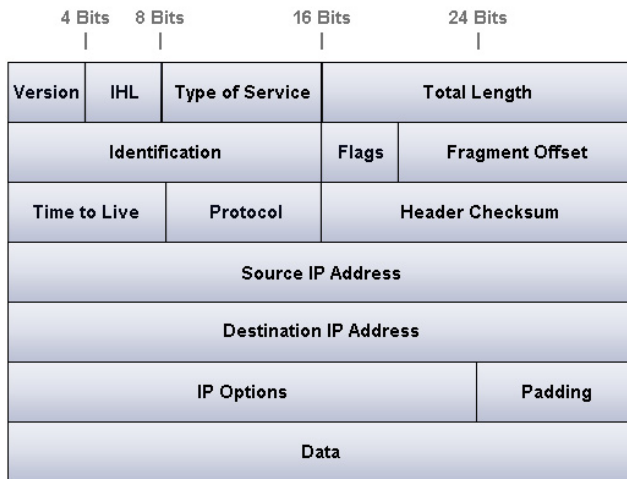 4 Bits 8 Bits 16 Bits 24 Bits
Version IHL Type of Service Total Length
Identification Flags Fragment Offset
Time to Live Protocol Header Checksum
Source IP Address
Destination IP Address
IP Options Padding
Data